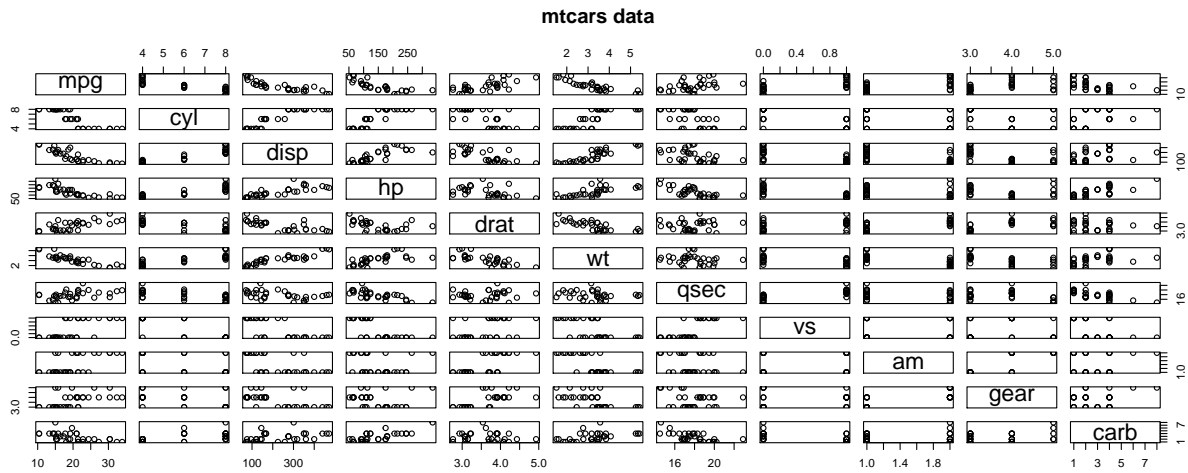 mtcars data
4 5 6 7 8 50 150 250 2 3 4 5 0.0 0.4 0.8 3.0 4.0 5.0
mpg 10
4 8 cyl
disp 100
50 hp
drat 3.0
2 wt
qsec 16
0.0 vs
am 1.0
3.0 gear
carb 1 7
10 20 30 100 300 3.0 4.0 5.0 16 20 1.0 1.4 1.8 1 3 5 7